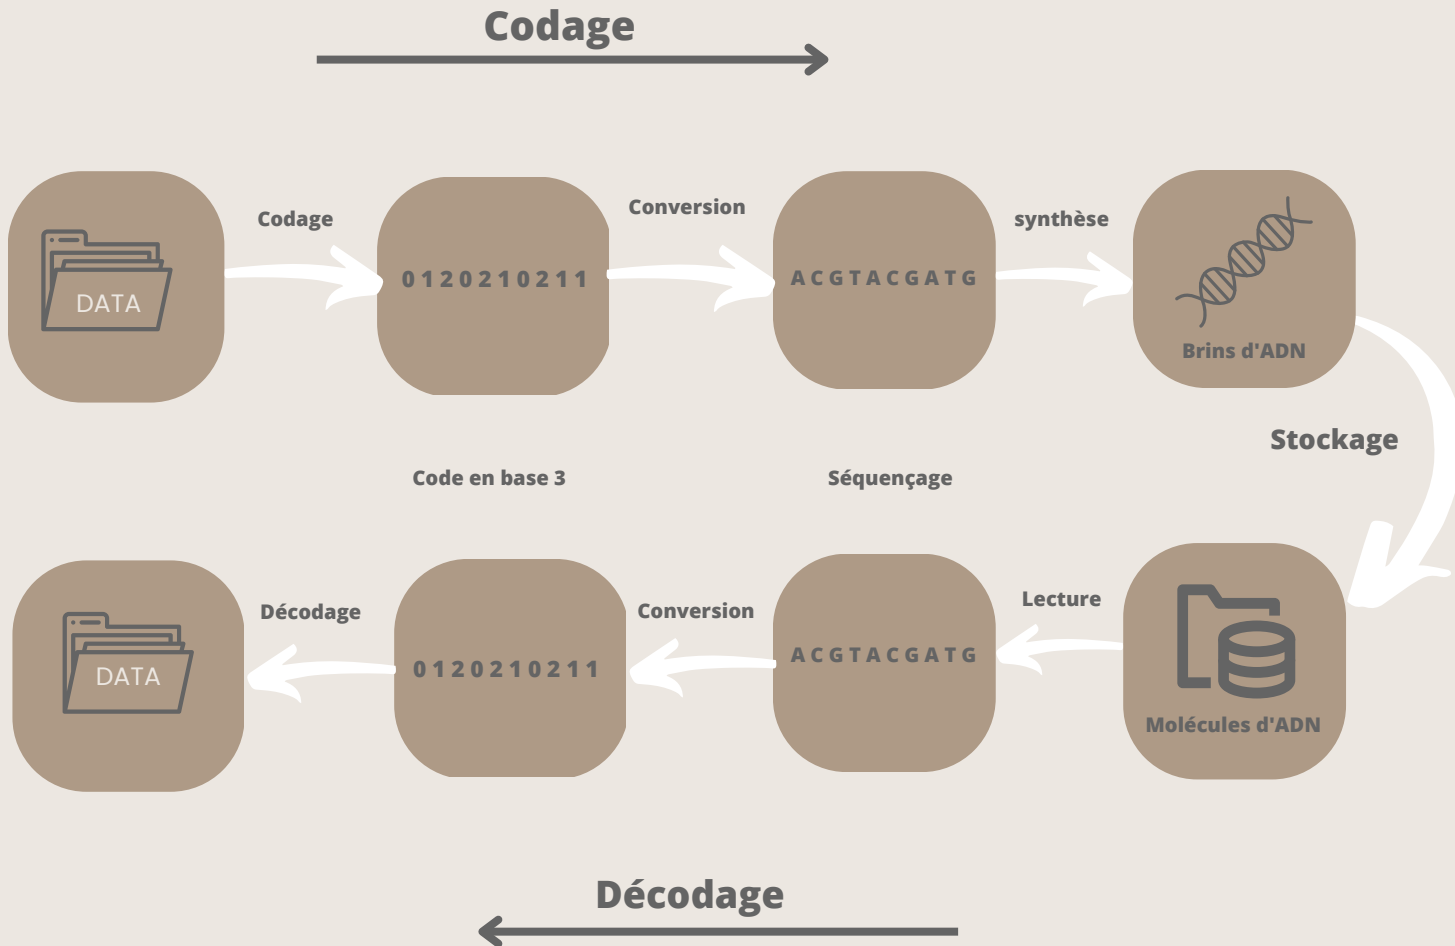 Codage
Codage
Conversion
synthèse
DATA
0120210211
ACGTACGATG
Brins d'ADN
Stockage
Code en base 3
Séquençage
Décodage
Conversion
Lecture
DATA
0120210211
ACGTACGATG
Molécules d'ADN
Décodage